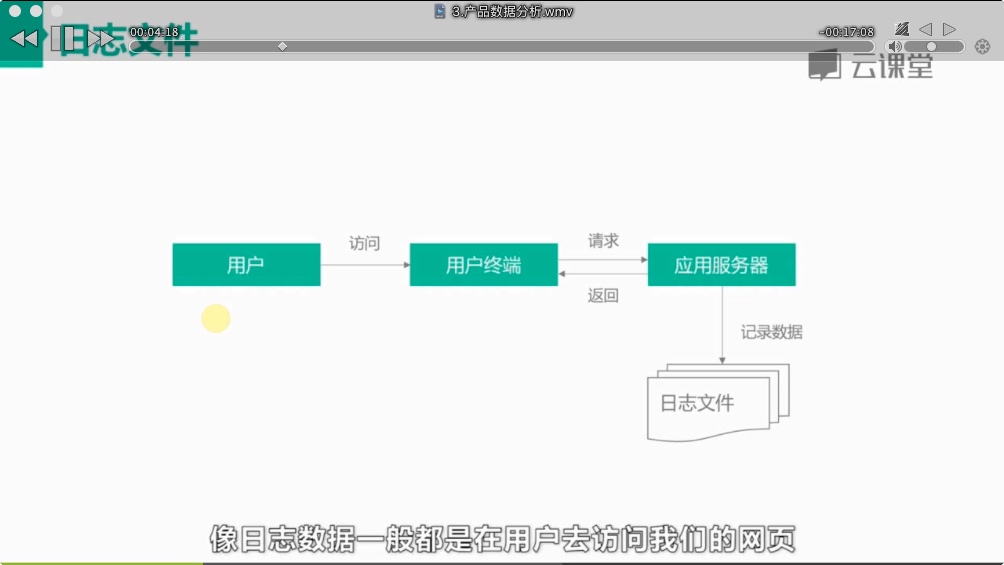 3.产品数据分析.wmv
00:04:18
-00:17:08
日志文件
云课堂
访问
请求
用户
用户终端
应用服务器
返回
记录数据
日志文件
像日志数据一般都是在用户去访问我们的网页